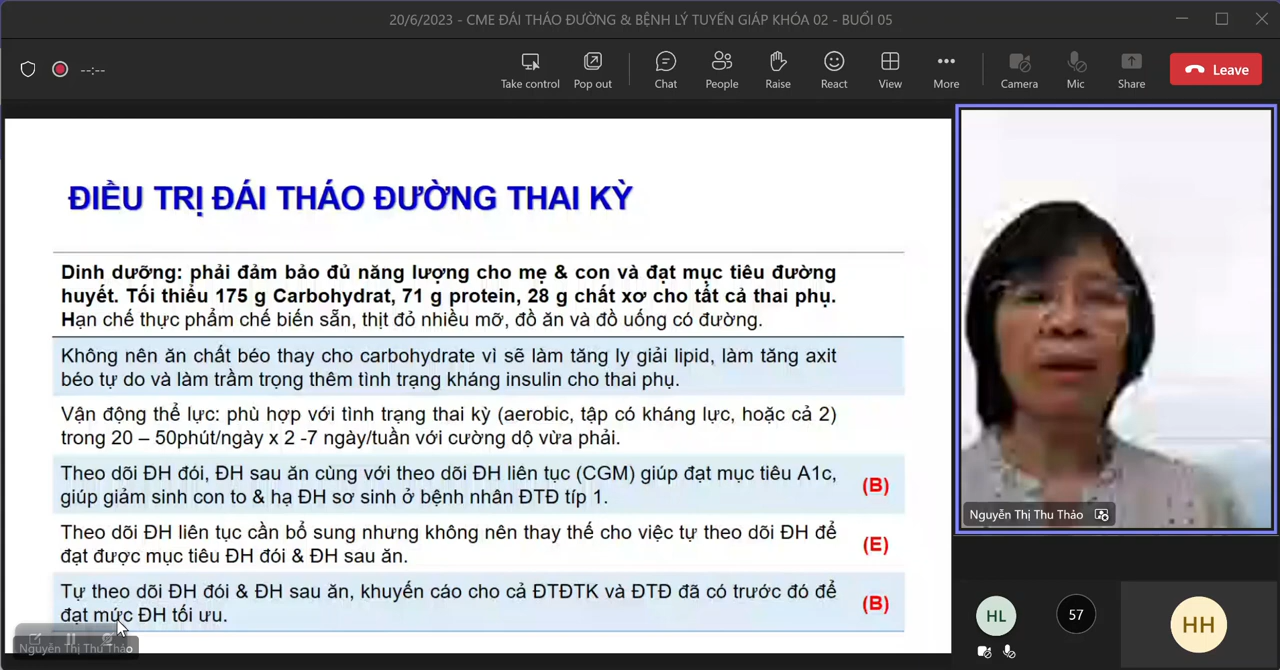 20/6/2023 - CME ĐÁI THÁO ĐƯỜNG & BỆNH LÝ TUYẾN GIÁP KHÓA 02 - BUỔI 05
--:--
Take control
Pop out
Chat
People
Raise
React
View
More
Camera
Mic
Share
Leave
ĐIỀU TRỊ ĐÁI THÁO ĐƯỜNG THAI KỲ
Dinh dưỡng: phải đảm bảo đủ năng lượng cho mẹ & con và đạt mục tiêu đường
huyết. Tối thiểu 175 g Carbohydrat, 71 g protein, 28 g chất xơ cho tất cả thai phụ.
Hạn chế thực phẩm chế biến sẵn, thịt đỏ nhiều mỡ, đồ ăn và đồ uống có đường.
Không nên ăn chất béo thay cho carbohydrate vì sẽ làm tăng ly giải lipid, làm tăng axit
béo tự do và làm trầm trọng thêm tình trạng kháng insulin cho thai phụ.
Vận động thể lực: phù hợp với tình trạng thai kỳ (aerobic, tập có kháng lực, hoặc cả 2)
trong 20 – 50phút/ngày x 2 -7 ngày/tuần với cường dộ vừa phải.
Theo dõi ĐH đói, ĐH sau ăn cùng với theo dõi ĐH liên tục (CGM) giúp đạt mục tiêu A1c,
giúp giảm sinh con to & hạ ĐH sơ sinh ở bệnh nhân ĐTĐ típ 1.
(B)
Theo dõi ĐH liên tục cần bổ sung nhưng không nên thay thế cho việc tự theo dõi ĐH để
đạt được mục tiêu ĐH đói & ĐH sau ăn.
(E)
Tự theo dõi ĐH đói & ĐH sau ăn, khuyến cáo cho cả ĐTĐTK và ĐTĐ đã có trước đó để
đạt mức ĐH tối ưu.
(B)
Nguyễn Thị Thu Thảo
Nguyễn Thị Thu Thảo
HL
57
HH